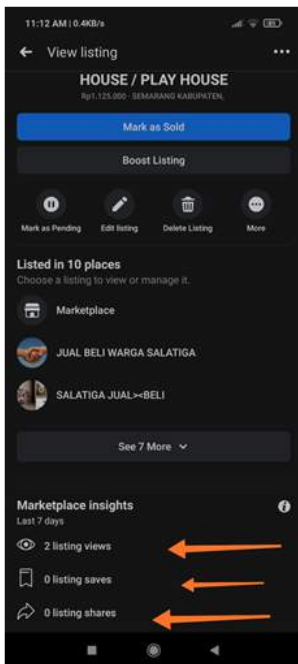 11:12 AM | 0.4KB/s
View listing
HOUSE / PLAY HOUSE
Rp1.125.000 · SEMARANG KABUPATEN,
Mark as Sold
Boost Listing
Mark as Pending Edit listing Delete Listing More
Listed in 10 places
Choose a listing to view or manage it.
Marketplace
JUAL BELI WARGA SALATIGA
SALATIGA JUAL><BELI
See 7 More
Marketplace insights
Last 7 days
2 listing views
0 listing saves
0 listing shares